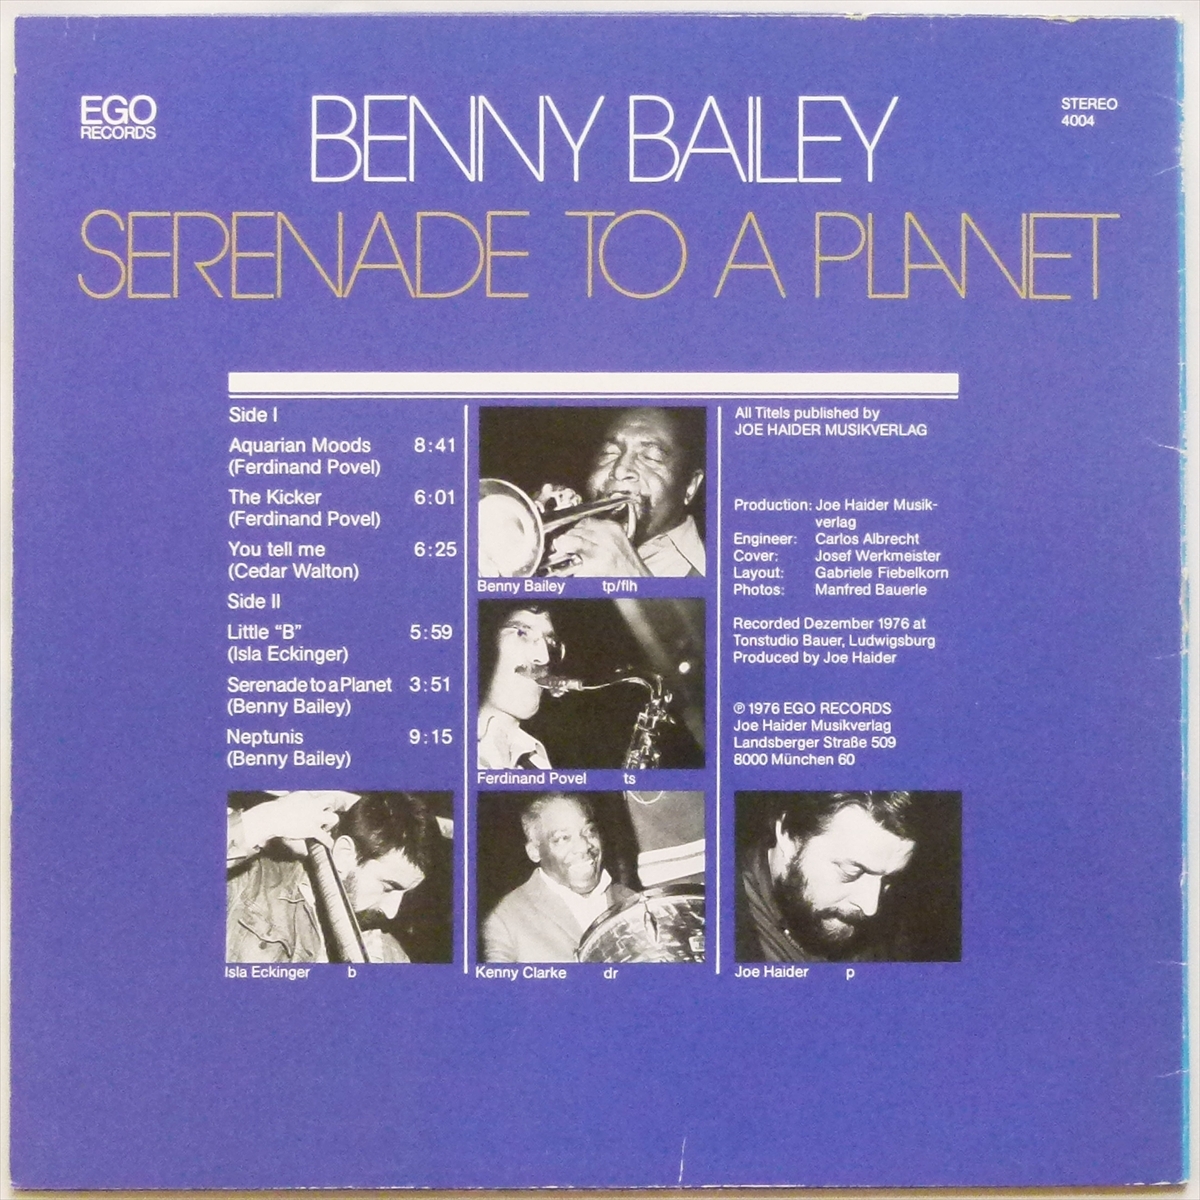 EGO
RECORDS
BENNY BAILEY
STEREO
4004
SERENADE TO A PLANET
Side I
Aquarian Moods 8:41
(Ferdinand Povel)
The Kicker 6:01
(Ferdinand Povel)
You tell me 6:25
(Cedar Walton)
Side II
Little “B” 5:59
(Isla Eckinger)
Serenade to a Planet 3:51
(Benny Bailey)
Neptunis 9:15
(Benny Bailey)
Isla Eckinger b
Benny Bailey tp/flh
Ferdinand Povel ts
Kenny Clarke dr
All Titels published by
JOE HAIDER MUSIKVERLAG
Production: Joe Haider Musik-
verlag
Engineer: Carlos Albrecht
Cover: Josef Werkmeister
Layout: Gabriele Fiebelkorn
Photos: Manfred Bauerle
Recorded Dezember 1976 at
Tonstudio Bauer, Ludwigsburg
Produced by Joe Haider
℗ 1976 EGO RECORDS
Joe Haider Musikverlag
Landsberger Straße 509
8000 München 60
Joe Haider p